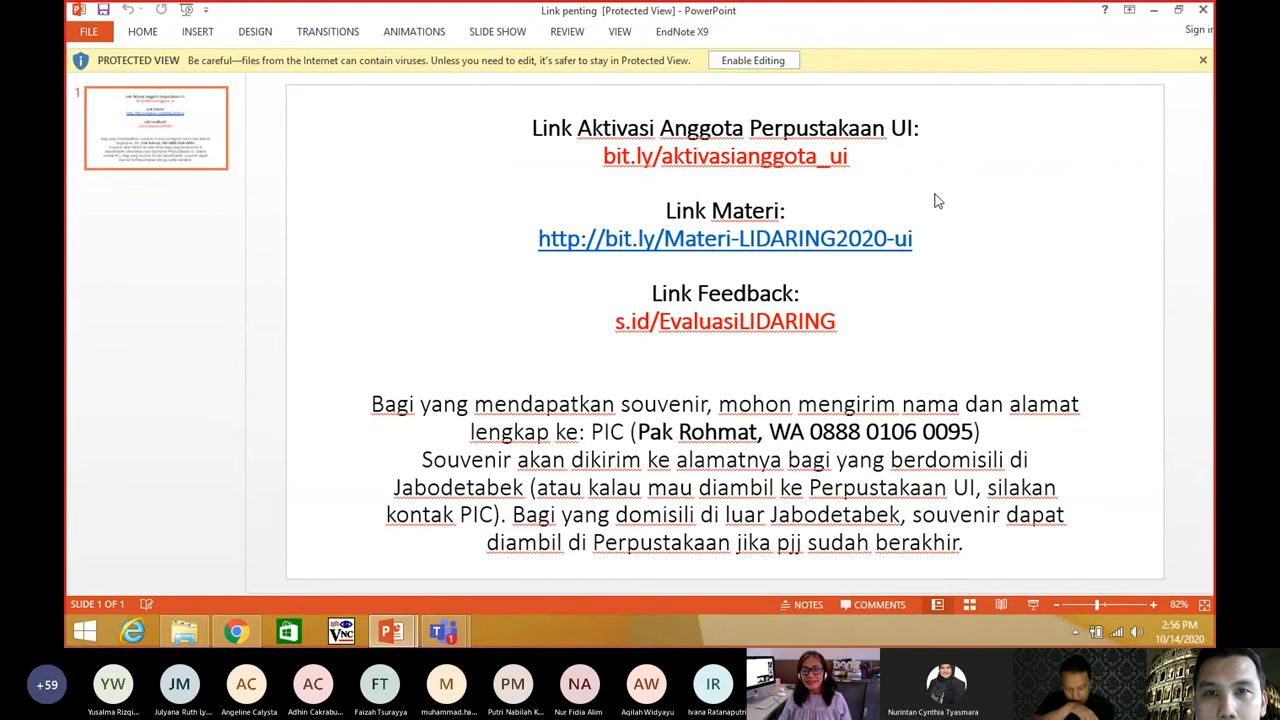 Link penting [Protected View] - PowerPoint
FILE HOME INSERT DESIGN TRANSITIONS ANIMATIONS SLIDE SHOW REVIEW VIEW EndNote X9 Sign in
PROTECTED VIEW Be careful—files from the Internet can contain viruses. Unless you need to edit, it's safer to stay in Protected View. Enable Editing
1
Link Aktivasi Anggota Perpustakaan UI:
bit.ly/aktivasianggota_ui
Link Materi:
http://bit.ly/Materi-LIDARING2020-ui
Link Feedback:
s.id/EvaluasiLIDARING
Bagi yang mendapatkan souvenir, mohon mengirim nama dan alamat
lengkap ke: PIC (Pak Rohmat, WA 0888 0106 0095)
Souvenir akan dikirim ke alamatnya bagi yang berdomisili di
Jabodetabek (atau kalau mau diambil ke Perpustakaan UI, silakan
kontak PIC). Bagi yang domisili di luar Jabodetabek, souvenir dapat
diambil di Perpustakaan jika pjj sudah berakhir.
SLIDE 1 OF 1 NOTES COMMENTS 82%
2:56 PM
10/14/2020
+59 YW JM AC AC FT M PM NA AW IR
Yusalma Rizqi... Julyana Ruth Ly... Angeline Calysta Adhin Cakrabu... Faizah Tsurayya muhammad.ha... Putri Nabilah K... Nur Fidia Alim Aqilah Widyayu Ivana Ratanaputri Nurintan Cynthia Tyasmara